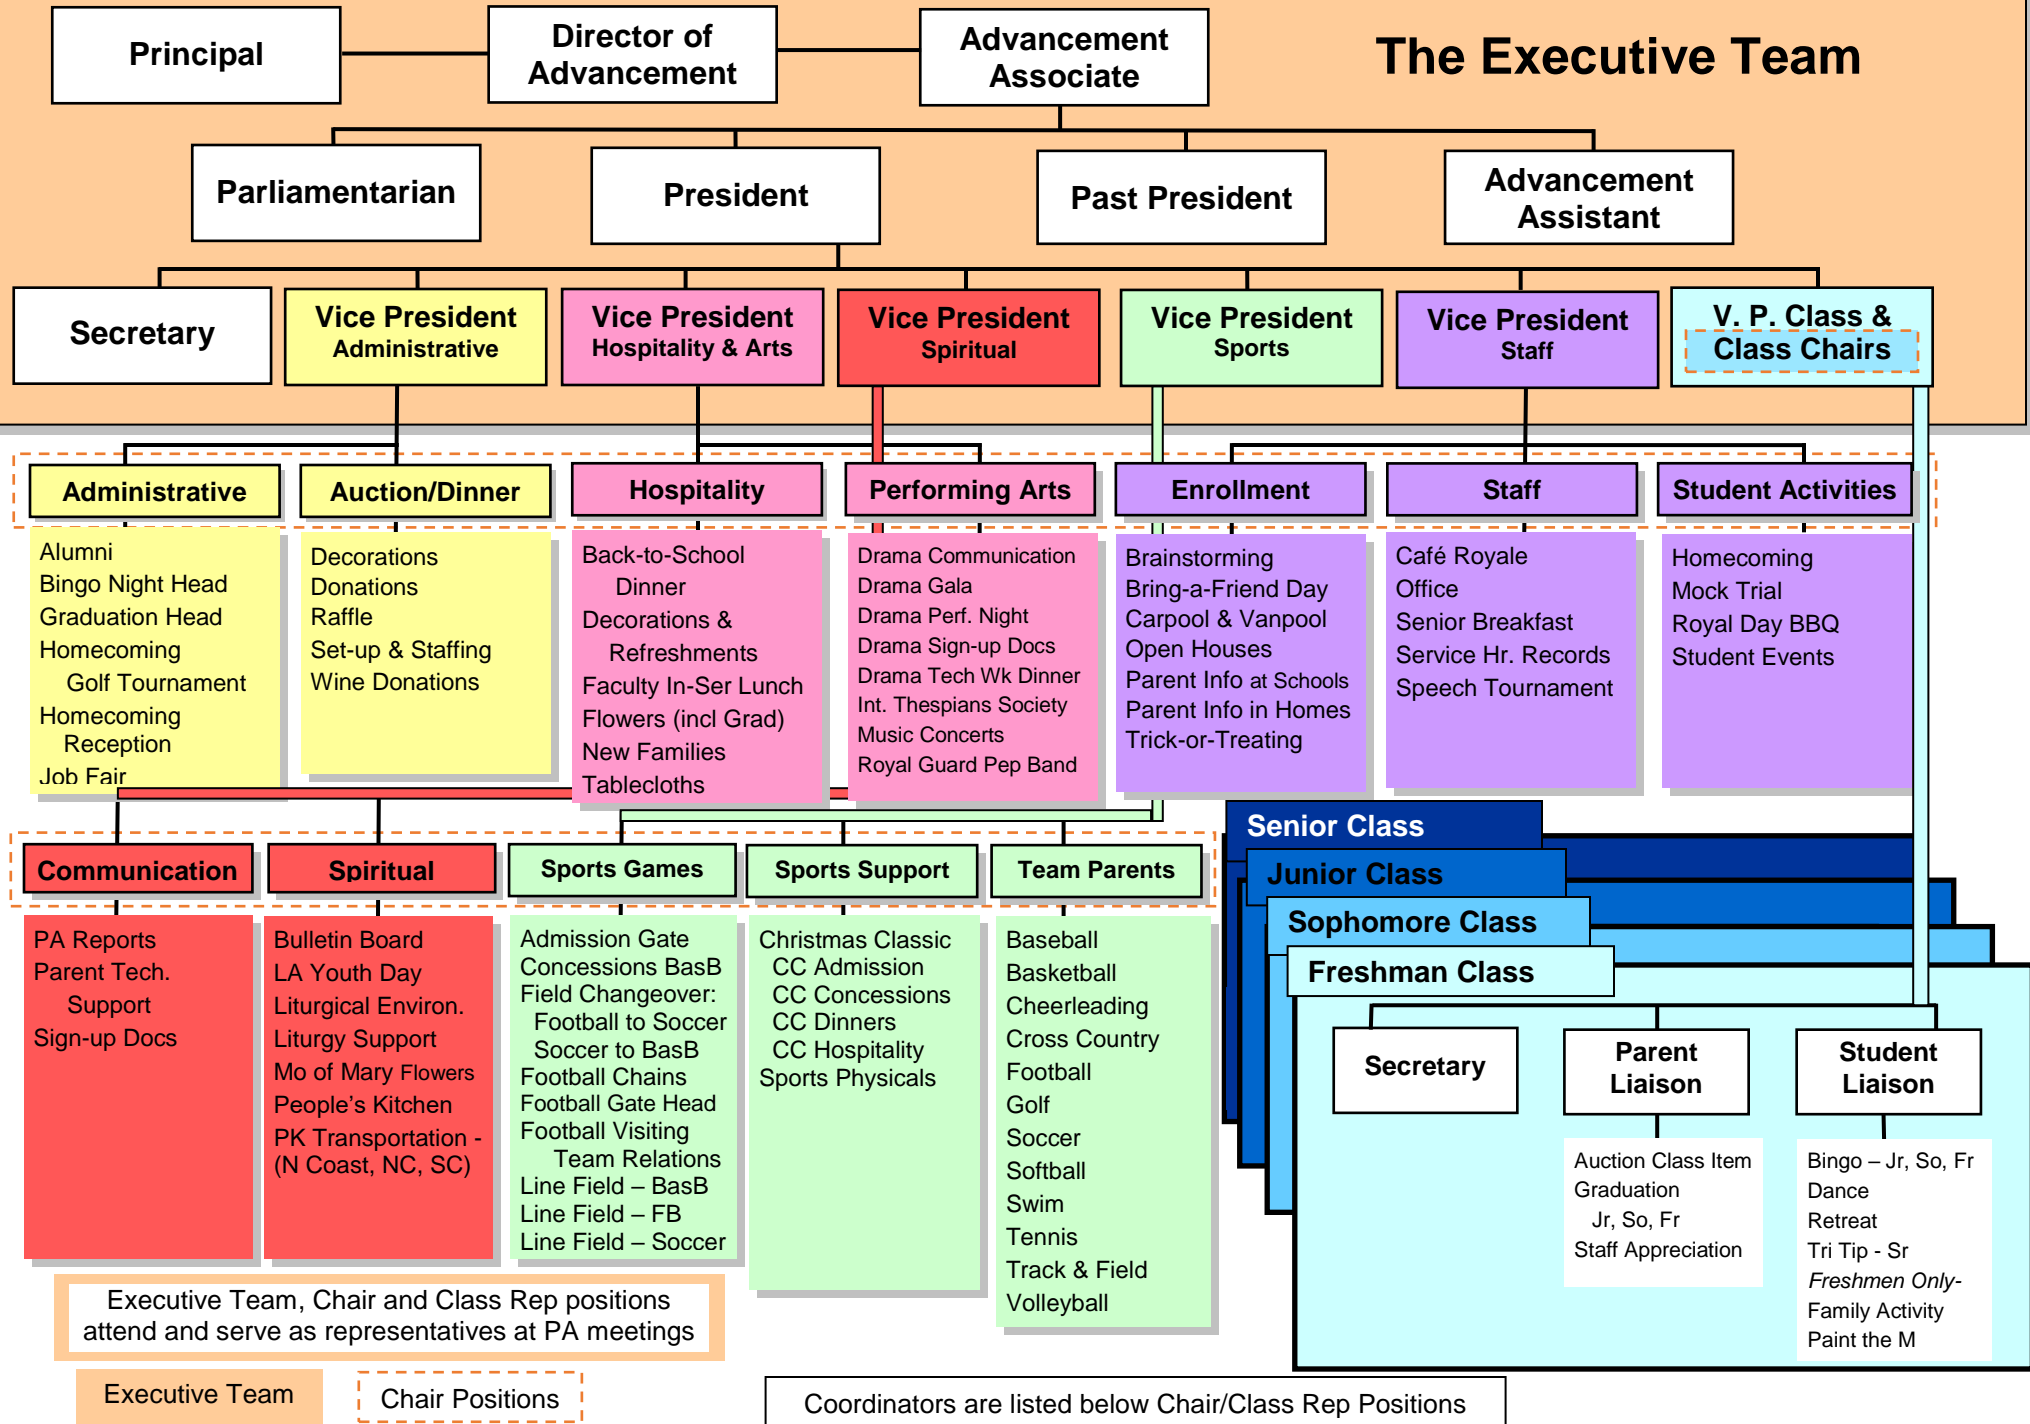 The Executive Team
Principal
Director of
Advancement
Advancement
Associate
Parliamentarian
President
Past President
Advancement
Assistant
Secretary
Vice President
Administrative
Vice President
Hospitality & Arts
Vice President
Spiritual
Vice President
Sports
Vice President
Staff
V. P. Class &
Class Chairs
Administrative
Alumni
Bingo Night Head
Graduation Head
Homecoming
Golf Tournament
Homecoming
Reception
Job Fair
Auction/Dinner
Decorations
Donations
Raffle
Set-up & Staffing
Wine Donations
Hospitality
Back-to-School
Dinner
Decorations &
Refreshments
Faculty In-Ser Lunch
Flowers (incl Grad)
New Families
Tablecloths
Performing Arts
Drama Communication
Drama Gala
Drama Perf. Night
Drama Sign-up Docs
Drama Tech Wk Dinner
Int. Thespians Society
Music Concerts
Royal Guard Pep Band
Enrollment
Brainstorming
Bring-a-Friend Day
Carpool & Vanpool
Open Houses
Parent Info at Schools
Parent Info in Homes
Trick-or-Treating
Staff
Café Royale
Office
Senior Breakfast
Service Hr. Records
Speech Tournament
Student Activities
Homecoming
Mock Trial
Royal Day BBQ
Student Events
Communication
PA Reports
Parent Tech.
Support
Sign-up Docs
Spiritual
Bulletin Board
LA Youth Day
Liturgical Environ.
Liturgy Support
Mo of Mary Flowers
People’s Kitchen
PK Transportation -
(N Coast, NC, SC)
Sports Games
Admission Gate
Concessions BasB
Field Changeover:
Football to Soccer
Soccer to BasB
Football Chains
Football Gate Head
Football Visiting
Team Relations
Line Field – BasB
Line Field – FB
Line Field – Soccer
Sports Support
Christmas Classic
CC Admission
CC Concessions
CC Dinners
CC Hospitality
Sports Physicals
Team Parents
Baseball
Basketball
Cheerleading
Cross Country
Football
Golf
Soccer
Softball
Swim
Tennis
Track & Field
Volleyball
Senior Class
Junior Class
Sophomore Class
Freshman Class
Secretary
Parent
Liaison
Auction Class Item
Graduation
Jr, So, Fr
Staff Appreciation
Student
Liaison
Bingo – Jr, So, Fr
Dance
Retreat
Tri Tip - Sr
Freshmen Only-
Family Activity
Paint the M
Executive Team, Chair and Class Rep positions
attend and serve as representatives at PA meetings
Executive Team
Chair Positions
Coordinators are listed below Chair/Class Rep Positions